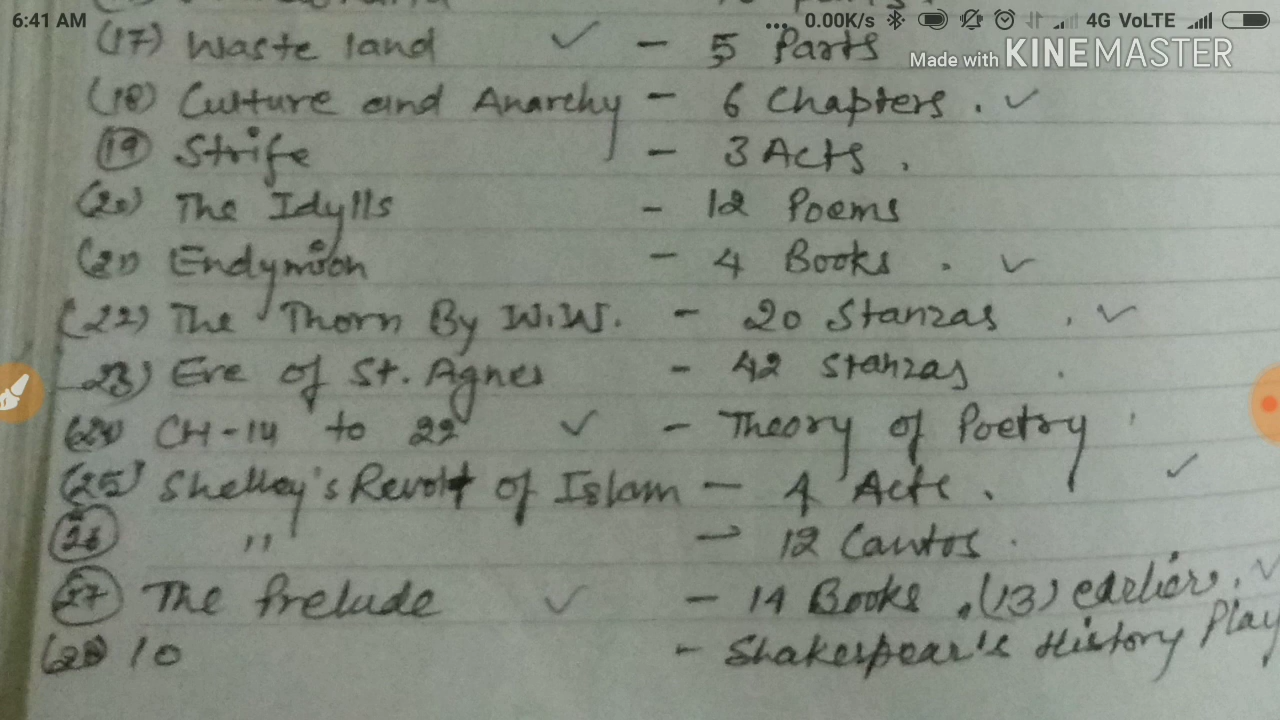 6:41 AM ... 0.00K/s 4G VoLTE
Made with KINEMASTER
(17) Waste land ✓ - 5 Parts
(18) Culture and Anarchy - 6 Chapters . ✓
(19) Strife - 3 Acts .
(20) The Idylls - 12 Poems
(21) Endymion - 4 Books . ✓
(22) The Thorn By W.W. - 20 Stanzas . ✓
(23) Eve of St. Agnes - 42 Stanzas .
(24) CH-14 to 22 ✓ - Theory of Poetry
(25) Shelley's Revolt of Islam - 4 Acts . ✓
(26) " - 12 Cantos .
(27) The Prelude ✓ - 14 Books . (13) earlier. ✓
(28) 10 - Shakespear's History Play